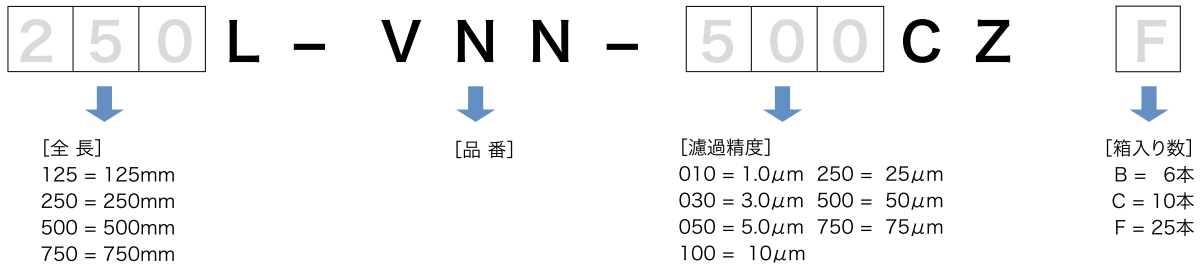 250L － VNN－500CZ F
[全 長]
125 = 125mm
250 = 250mm
500 = 500mm
750 = 750mm
[品 番]
[濾過精度]
010 = 1.0μm 250 = 25μm
030 = 3.0μm 500 = 50μm
050 = 5.0μm 750 = 75μm
100 = 10μm
[箱入り数]
B = 6本
C = 10本
F = 25本